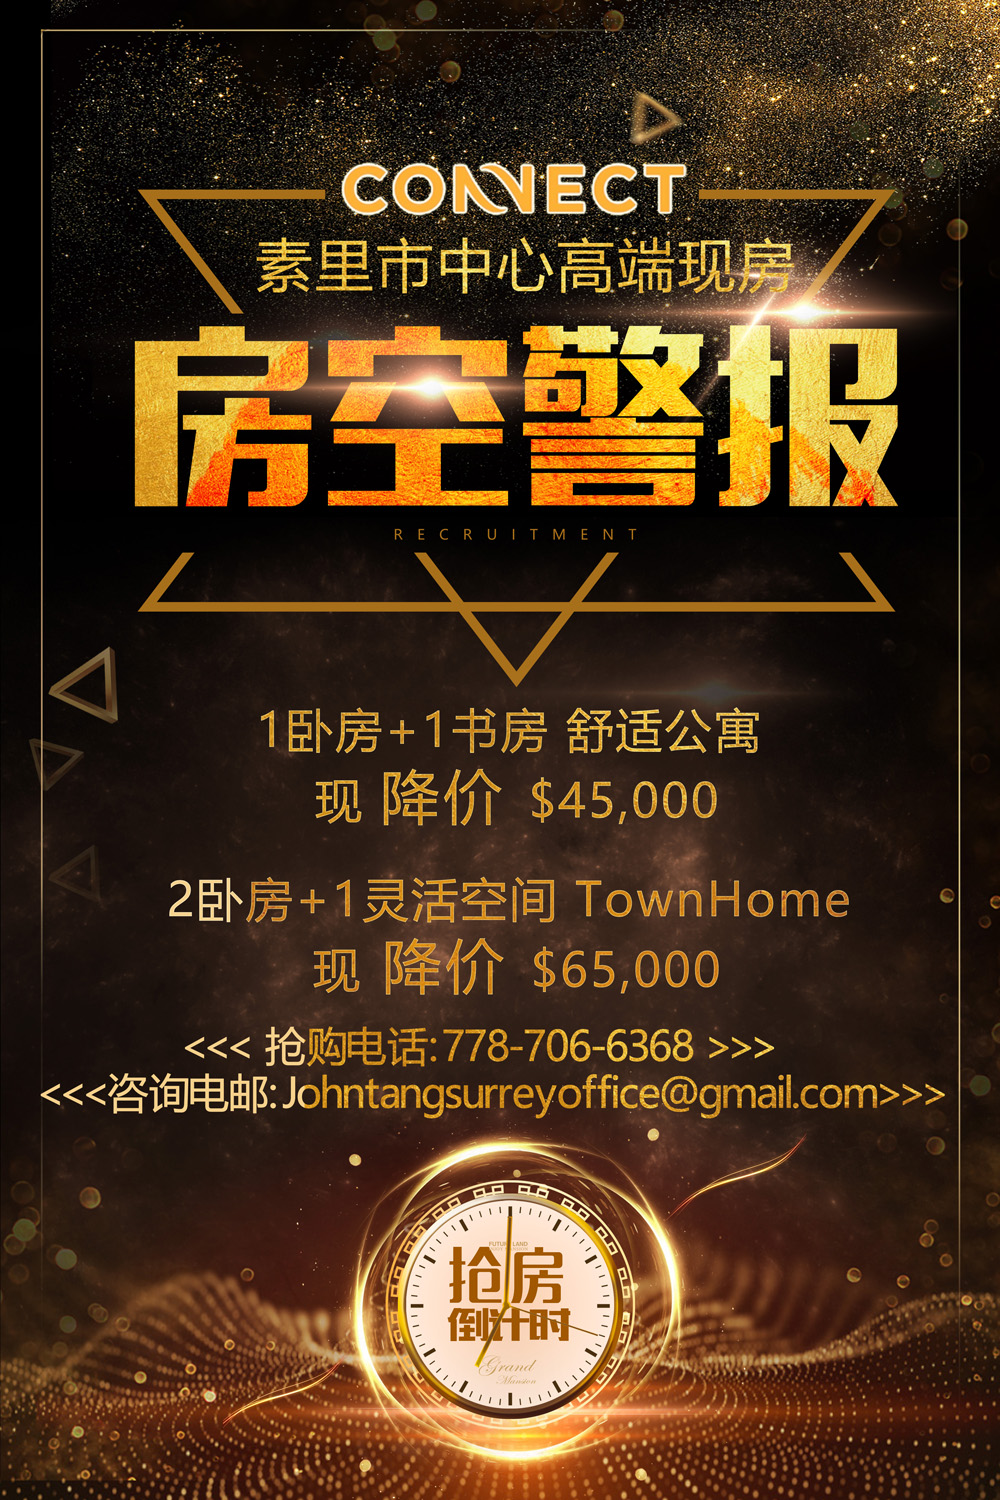 CONNECT
素里市中心高端现房
房空警报
RECRUITMENT
1卧房+1书房 舒适公寓
现 降价 $45,000
2卧房+1灵活空间 TownHome
现 降价 $65,000
<<< 抢购电话:778-706-6368 >>>
<<<咨询电邮:Johntangsurreyoffice@gmail.com>>>
抢房
倒计时
Grand
Mansion